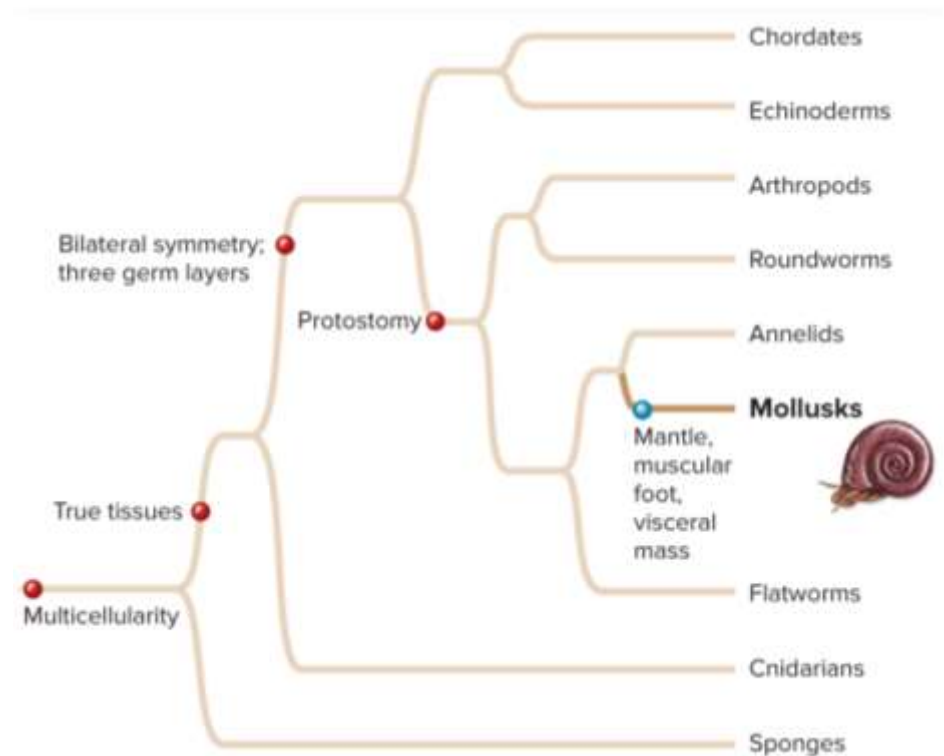 Chordates
Echinoderms
Arthropods
Bilateral symmetry;
three germ layers
Roundworms
Protostomy
Annelids
Mollusks
Mantle,
muscular
foot,
visceral
mass
True tissues
Flatworms
Multicellularity
Cnidarians
Sponges